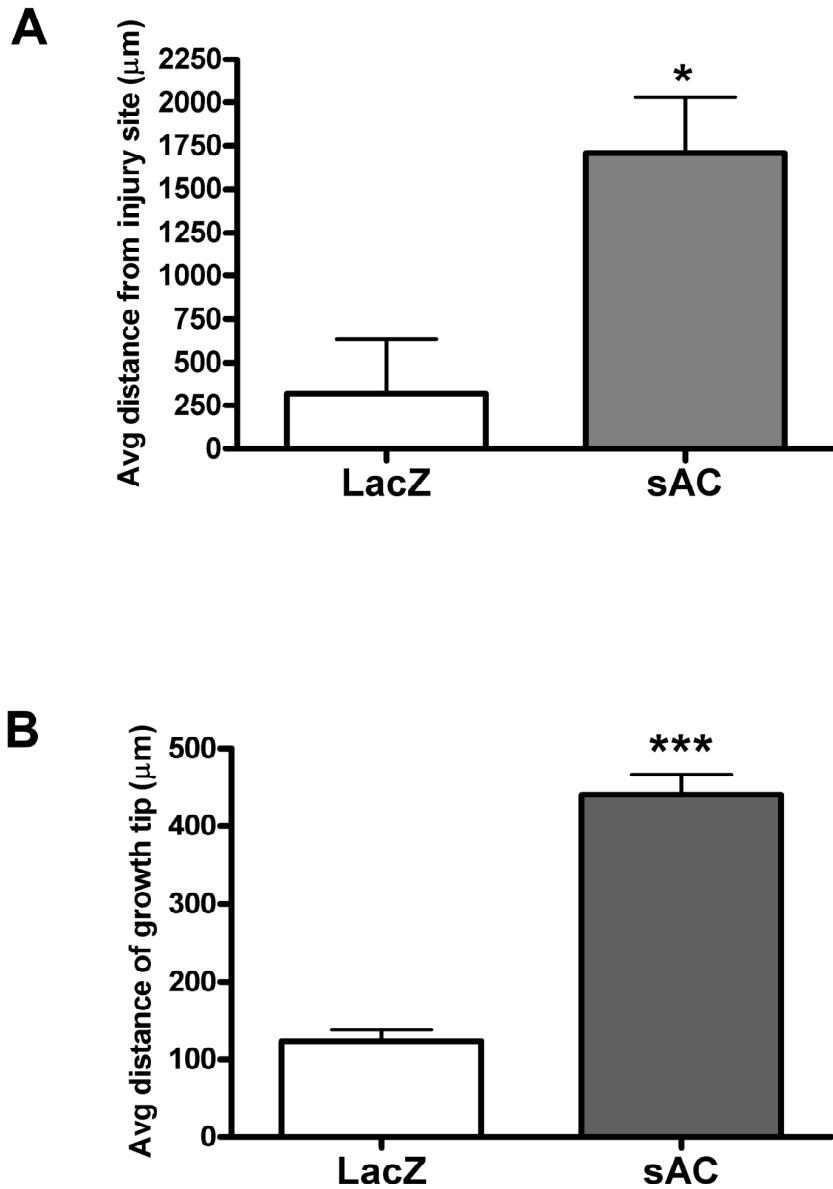 A
Avg distance from injury site (μm)
2250
2000
1750
1500
1250
1000
750
500
250
0
*
LacZ
sAC
B
Avg distance of growth tip (μm)
500
400
300
200
100
0
***
LacZ
sAC